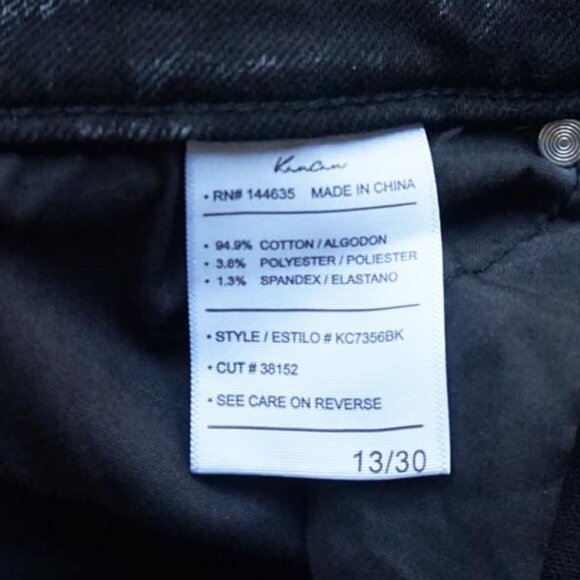 KanCan
• RN# 144635 MADE IN CHINA
• 94.9% COTTON / ALGODON
• 3.8% POLYESTER / POLIESTER
• 1.3% SPANDEX / ELASTANO
• STYLE / ESTILO # KC7356BK
• CUT # 38152
• SEE CARE ON REVERSE
13/30